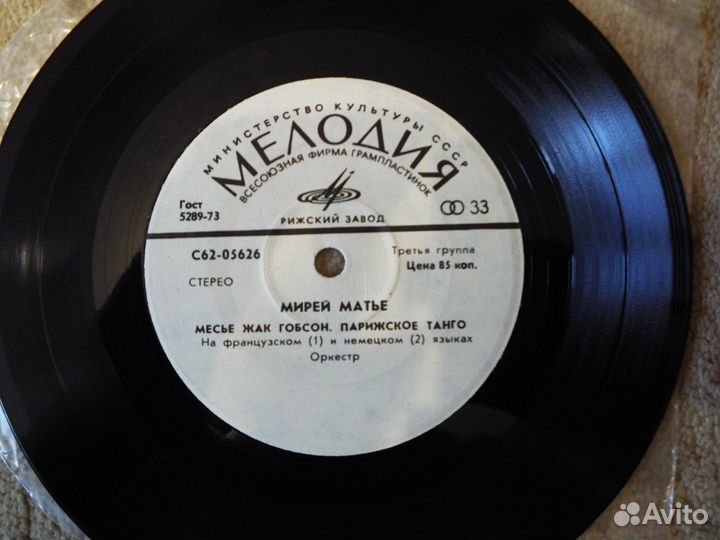 МИНИСТЕРСТВО КУЛЬТУРЫ СССР
МЕЛОДИЯ
ВСЕСОЮЗНАЯ ФИРМА ГРАМПЛАСТИНОК
Гост
5289-73
33
РИЖСКИЙ ЗАВОД
С62-05626
Третья группа
Цена 85 коп.
СТЕРЕО
МИРЕЙ МАТЬЕ
МЕСЬЕ ЖАК ГОБСОН. ПАРИЖСКОЕ ТАНГО
На французском (1) и немецком (2) языках
Оркестр
Avito